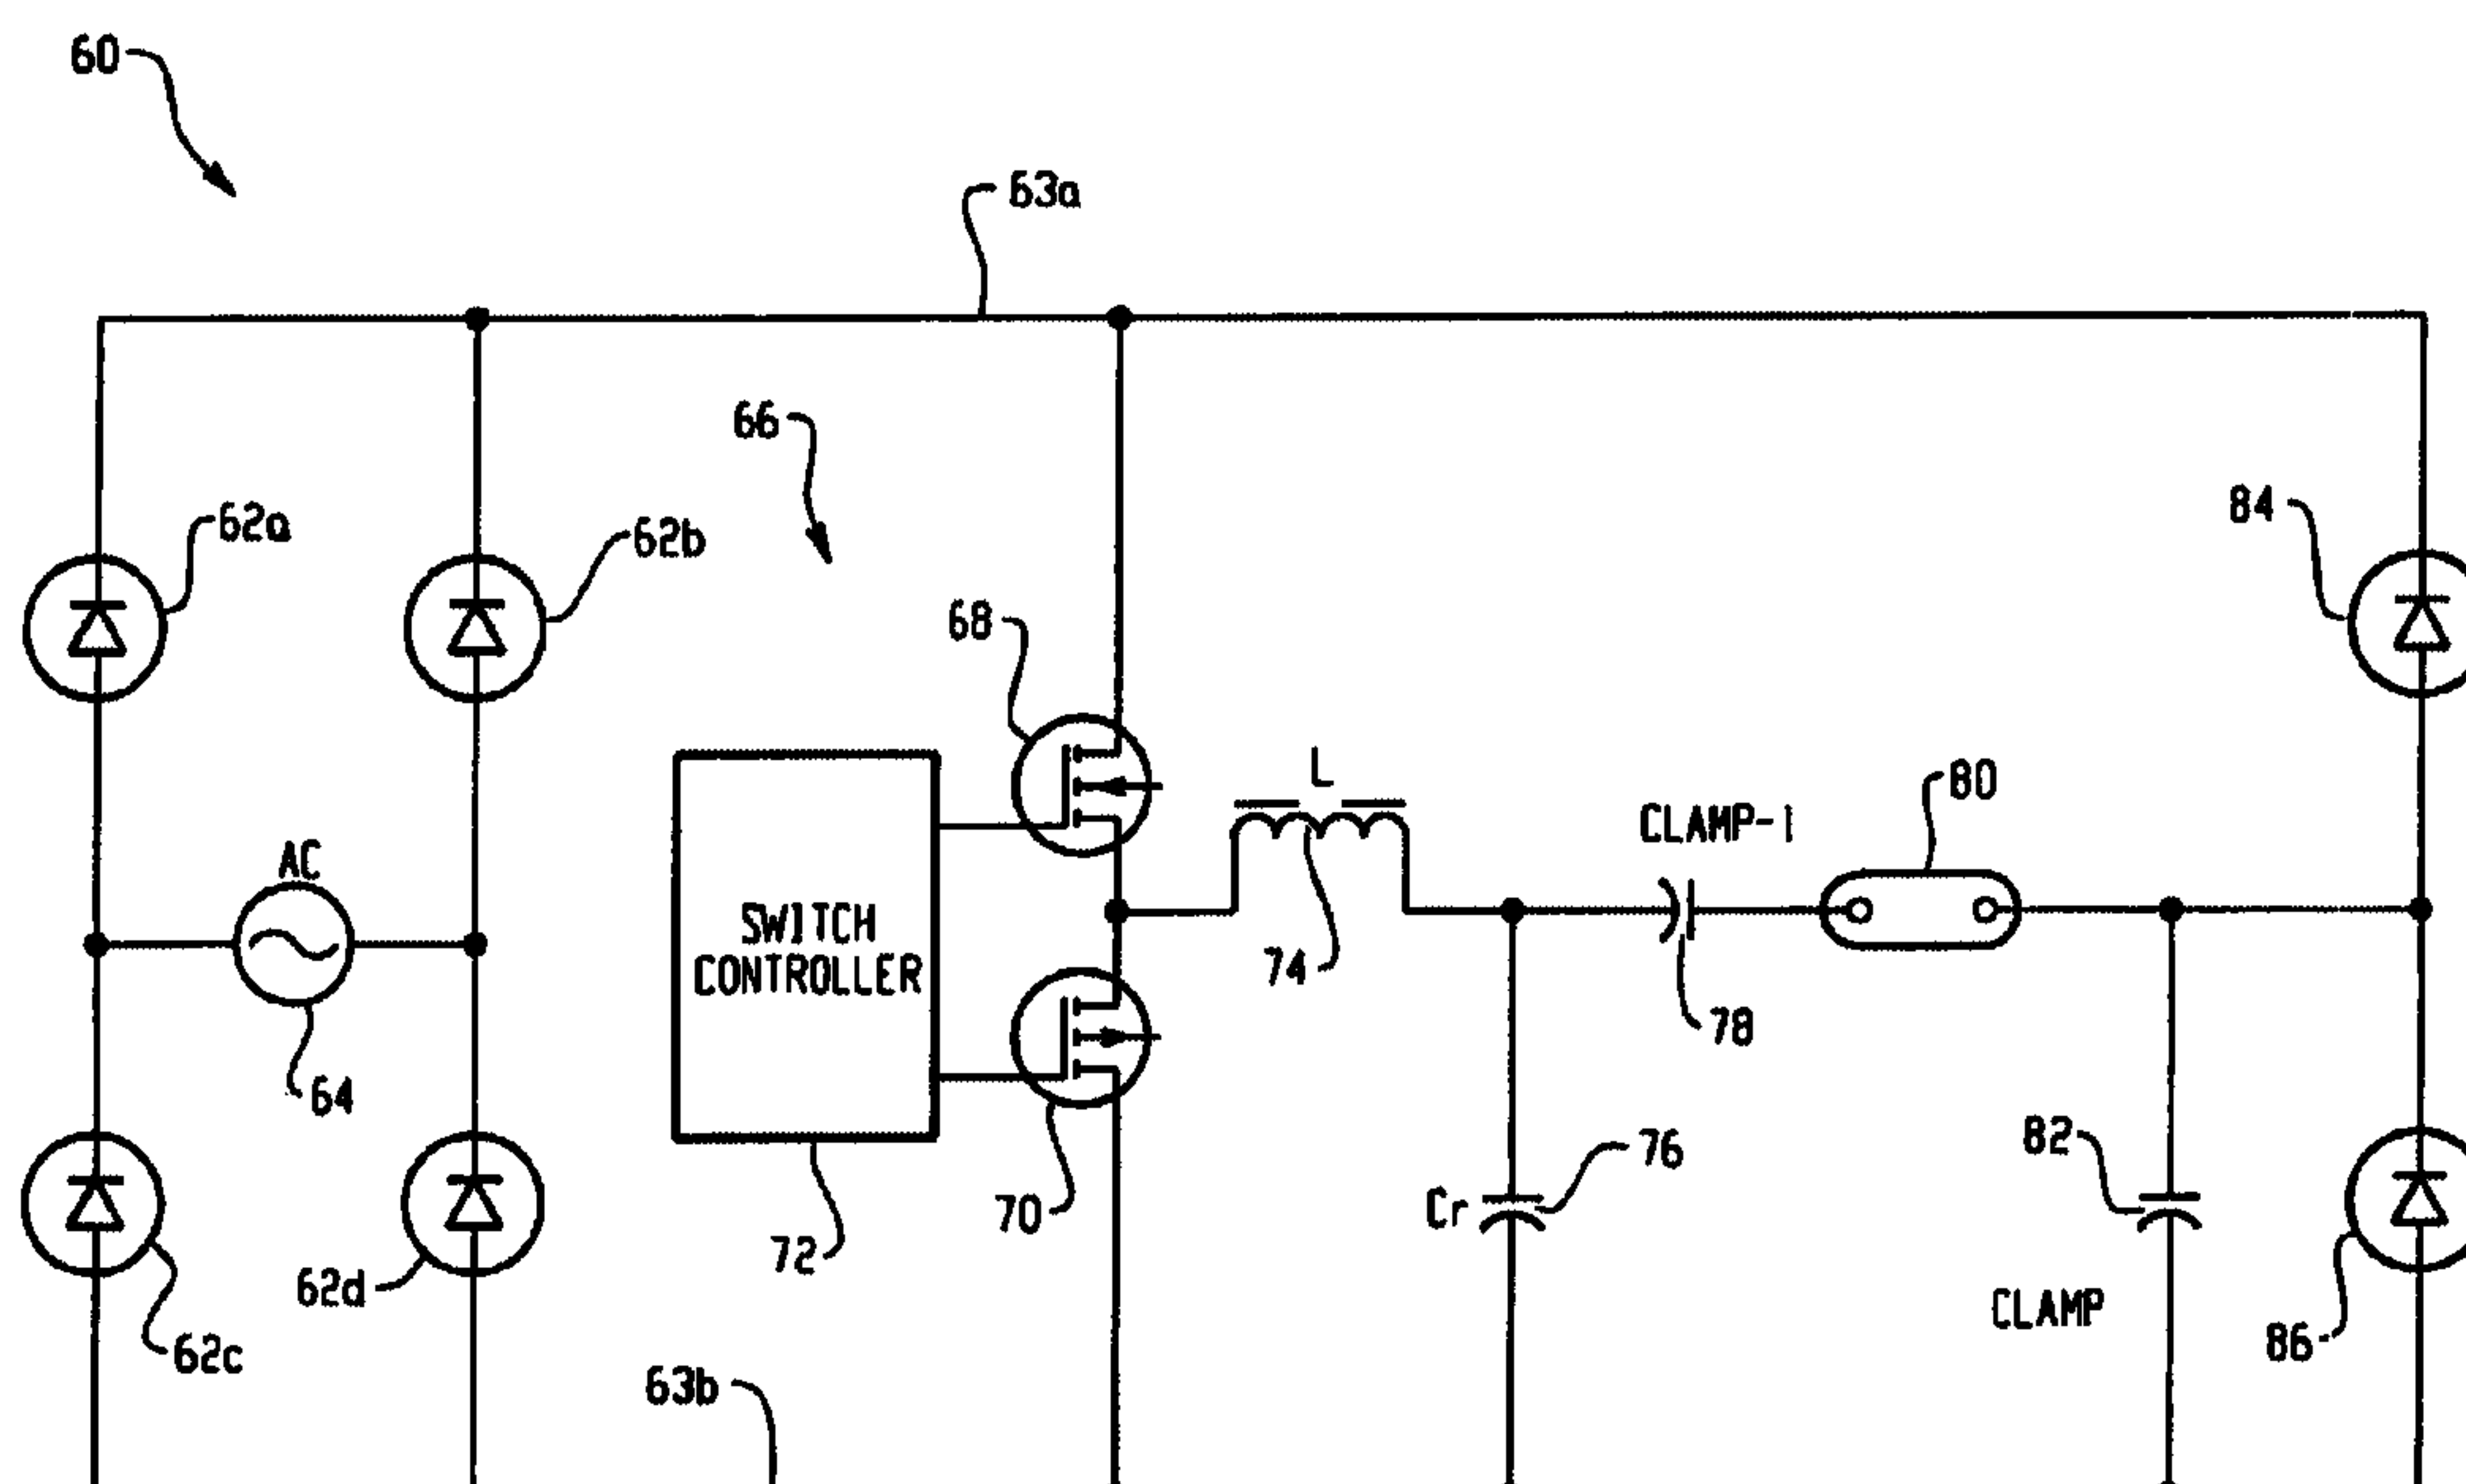 60
63a
66
62a
62b
84
68
L
80
CLAMP-1
AC
SWITCH
CONTROLLER
74
78
64
82
76
Cr
70
72
62d
CLAMP
86
62c
63b